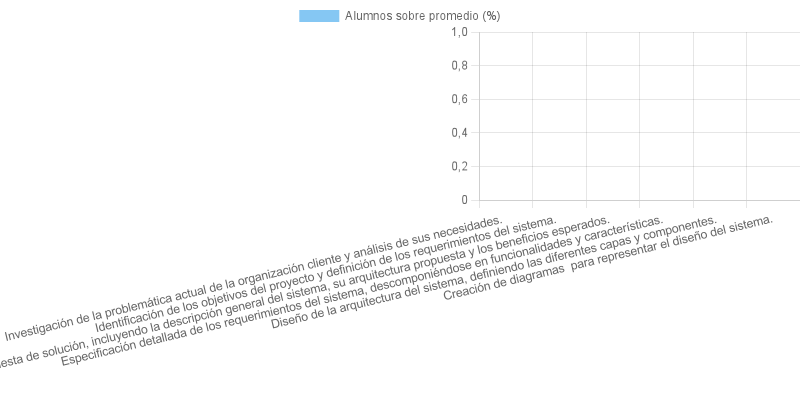 Alumnos sobre promedio (%)
1,0
0,8
0,6
0,4
0,2
0
Investigación de la problemática actual de la organización cliente y análisis de sus necesidades.
Identificación de los objetivos del proyecto y definición de los requerimientos del sistema.
de solución, incluyendo la descripción general del sistema, su arquitectura propuesta y los beneficios esperados.
Especificación detallada de los requerimientos del sistema, descomponiéndose en funcionalidades y características.
Diseño de la arquitectura del sistema, definiendo las diferentes capas y componentes.
Creación de diagramas  para representar el diseño del sistema.